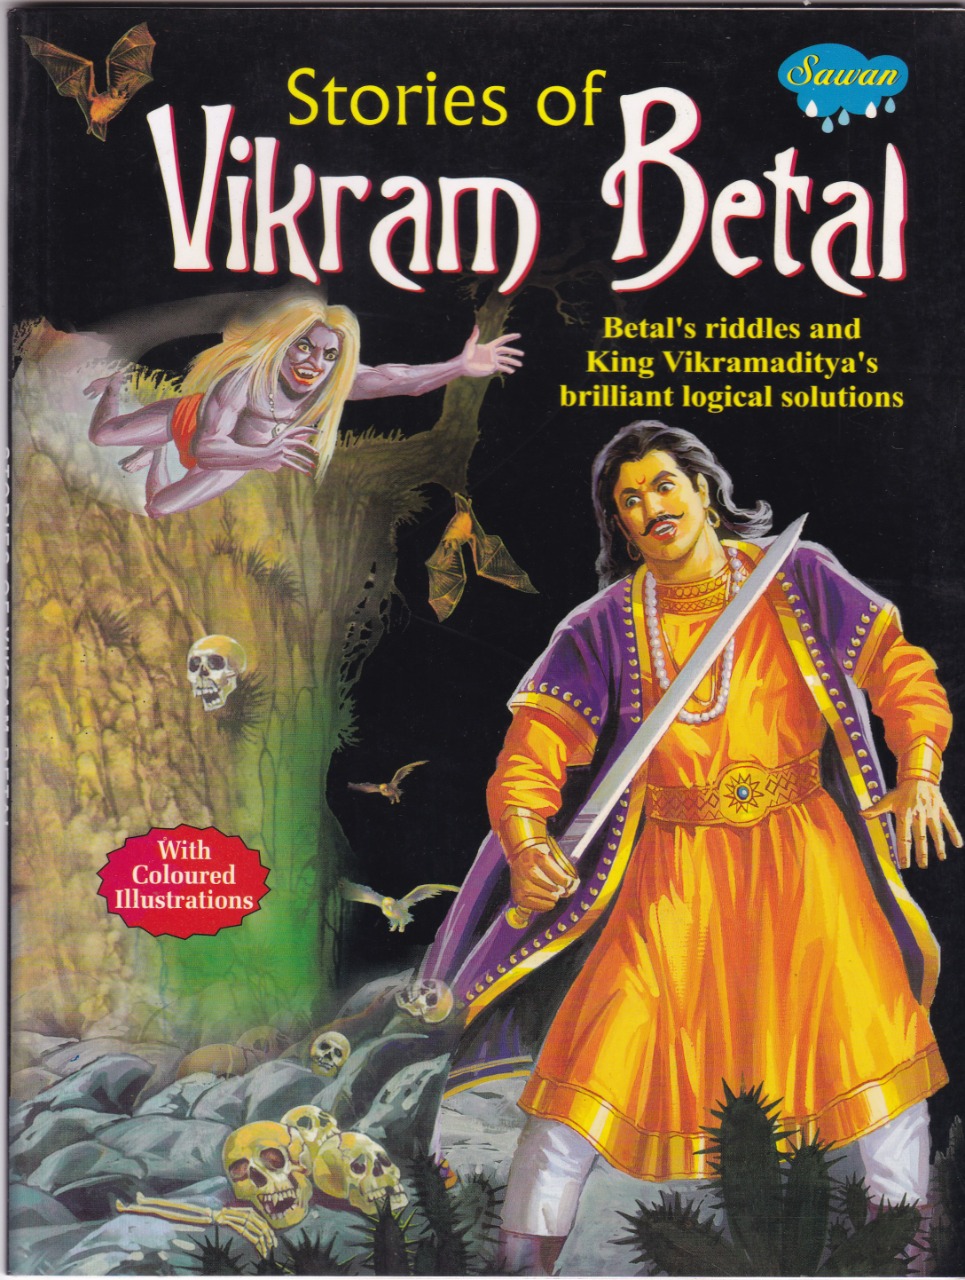 Sawan
Stories of
Vikram Betal
Betal's riddles and
King Vikramaditya's
brilliant logical solutions
With
Coloured
Illustrations